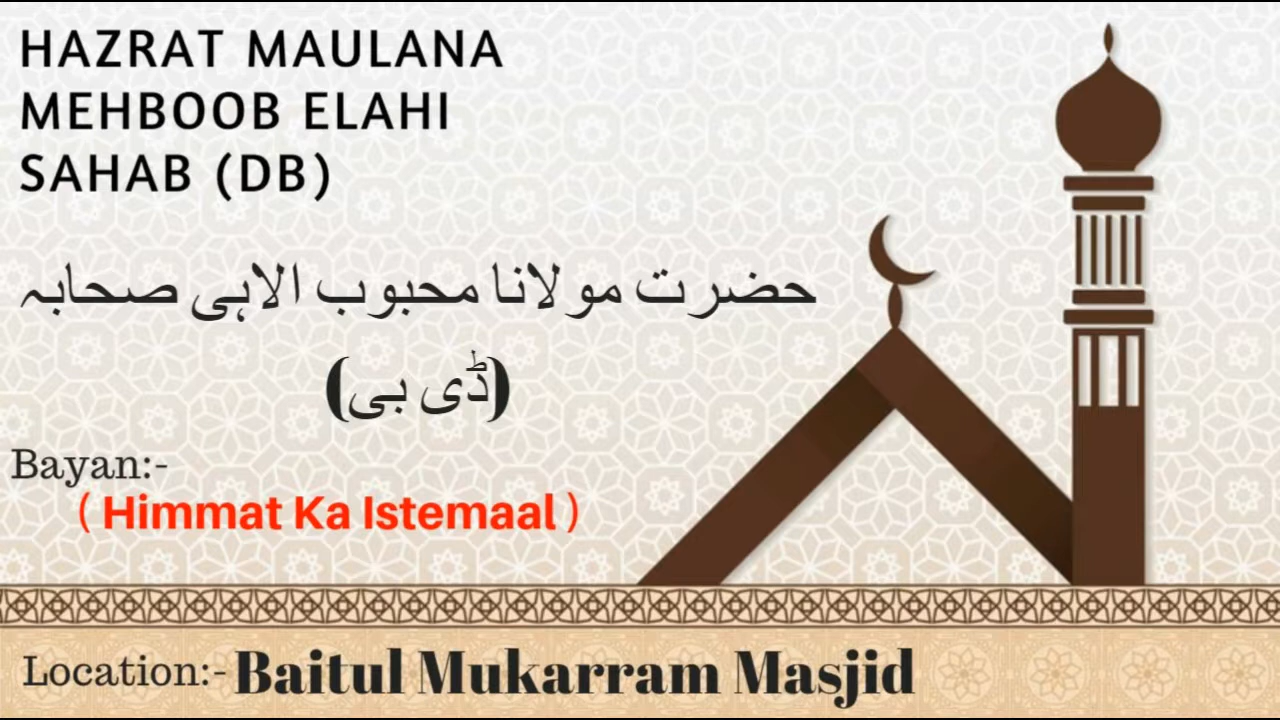 HAZRAT MAULANA
MEHBOOB ELAHI
SAHAB (DB)
حضرت مولانا محبوب الاہی صحابہ
(ڈی بی)
Bayan:-
( Himmat Ka Istemaal )
Location:- Baitul Mukarram Masjid